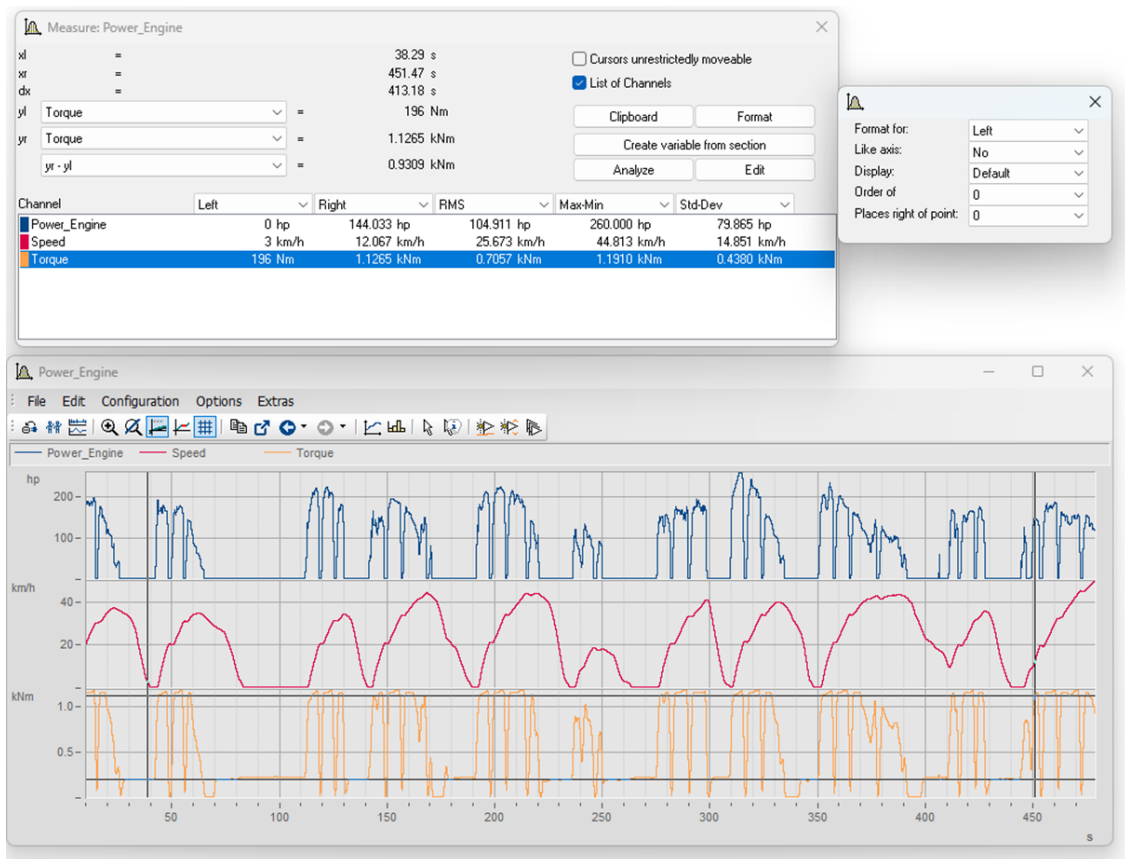 Measure: Power_Engine
xl = 38.29 s
xr = 451.47 s
dx = 413.18 s
yl Torque = 196 Nm
yr Torque = 1.1265 kNm
yr - yl = 0.9309 kNm
Cursors unrestrictedly moveable
List of Channels
Clipboard Format
Create variable from section
Analyze Edit
Channel Left Right RMS Max-Min Std-Dev
Power_Engine 0 hp 144.033 hp 104.911 hp 260.000 hp 79.865 hp
Speed 3 km/h 12.067 km/h 25.673 km/h 44.813 km/h 14.851 km/h
Torque 196 Nm 1.1265 kNm 0.7057 kNm 1.1910 kNm 0.4380 kNm
Format for: Left
Like axis: No
Display: Default
Order of 0
Places right of point: 0
Power_Engine
File Edit Configuration Options Extras
Power_Engine Speed Torque
hp
200
100
km/h
40
20
kNm
1.0
0.5
50 100 150 200 250 300 350 400 450
s